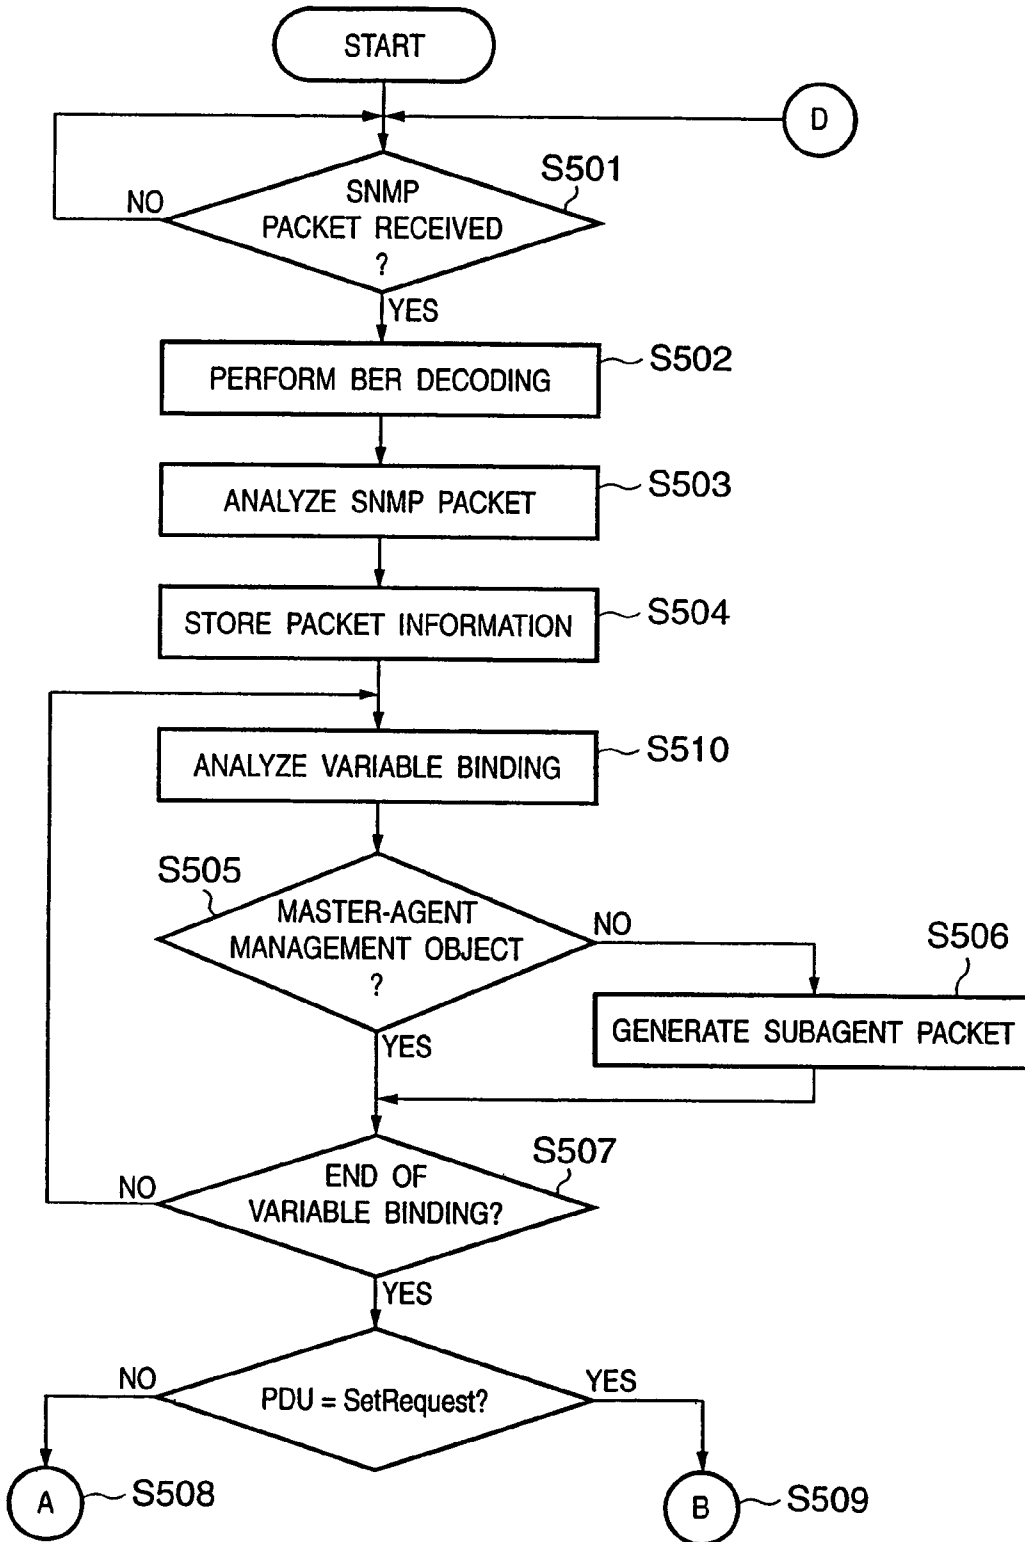 START
D
S501
SNMP
PACKET RECEIVED
?
NO
YES
S502
PERFORM BER DECODING
S503
ANALYZE SNMP PACKET
S504
STORE PACKET INFORMATION
S510
ANALYZE VARIABLE BINDING
S505
MASTER-AGENT
MANAGEMENT OBJECT
?
NO
S506
GENERATE SUBAGENT PACKET
YES
S507
END OF
VARIABLE BINDING?
NO
YES
PDU = SetRequest?
NO
YES
A
S508
B
S509